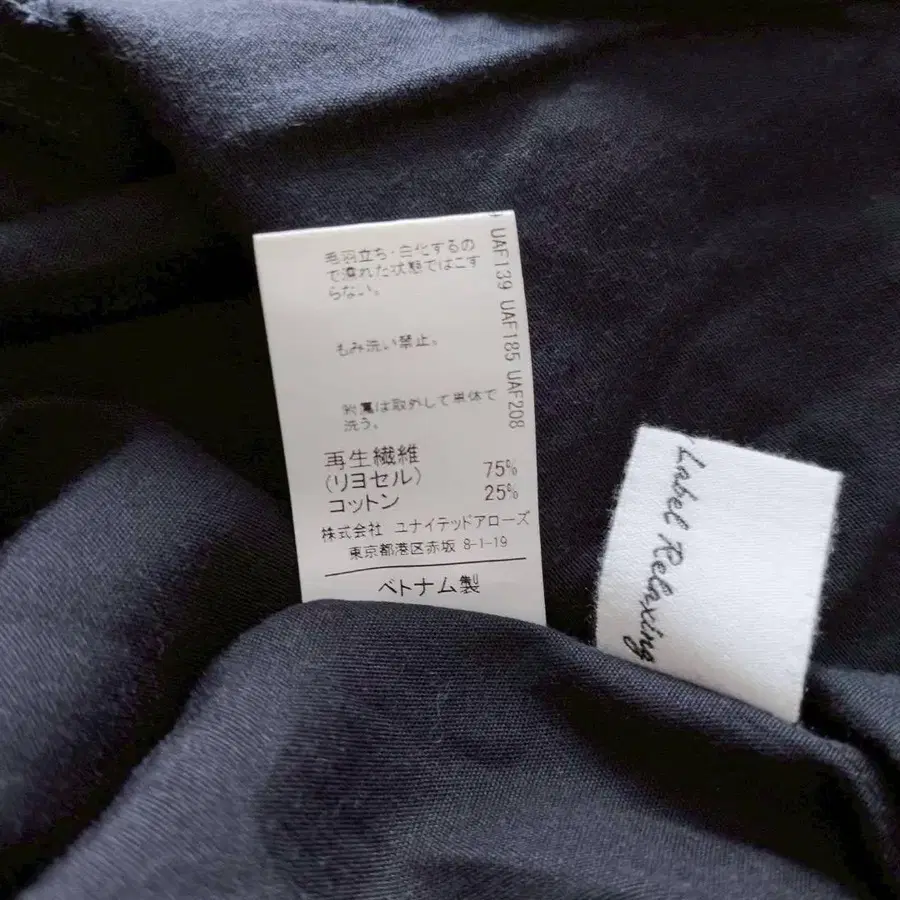 毛羽立ち・白化するの
で濡れた状態ではこす
らない。
もみ洗い禁止。
附属は取外して単体で
洗う。
再生繊維
(リヨセル) 75%
コットン 25%
株式会社 ユナイテッドアローズ
東京都港区赤坂 8-1-19
ベトナム製
UAF139 UAF185 UAF208
Label Relaxing